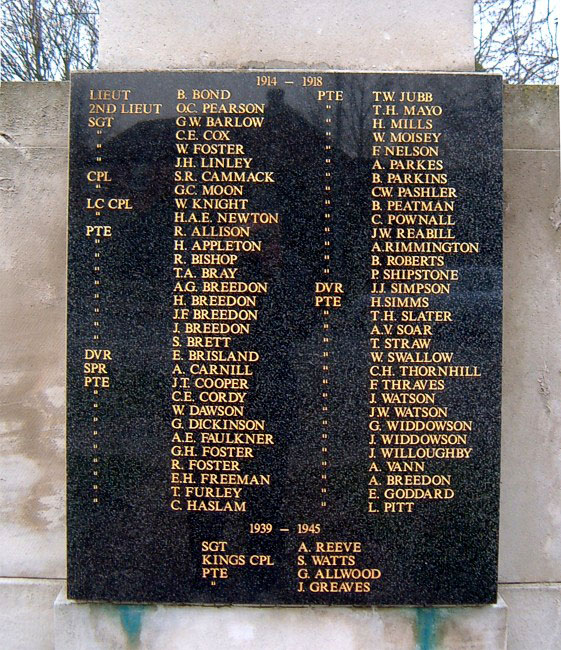 1914 — 1918
LIEUT B. BOND
2ND LIEUT O.C. PEARSON
SGT G.W. BARLOW
" C.E. COX
" W. FOSTER
" J.H. LINLEY
CPL S.R. CAMMACK
" G.C. MOON
LC CPL W. KNIGHT
" H.A.E. NEWTON
PTE R. ALLISON
" H. APPLETON
" R. BISHOP
" T.A. BRAY
" A.G. BREEDON
" H. BREEDON
" J.F. BREEDON
" J. BREEDON
" S. BRETT
DVR E. BRISLAND
SPR A. CARNILL
PTE J.T. COOPER
" C.E. CORDY
" W. DAWSON
" G. DICKINSON
" A.E. FAULKNER
" G.H. FOSTER
" R. FOSTER
" E.H. FREEMAN
" T. FURLEY
" C. HASLAM
PTE T.W. JUBB
" T.H. MAYO
" H. MILLS
" W. MOISEY
" F. NELSON
" A. PARKES
" B. PARKINS
" C.W. PASHLER
" B. PEATMAN
" C. POWNALL
" J.W. REABILL
" A. RIMMINGTON
" B. ROBERTS
" P. SHIPSTONE
DVR J.J. SIMPSON
PTE H. SIMMS
" T.H. SLATER
" A.V. SOAR
" T. STRAW
" W. SWALLOW
" C.H. THORNHILL
" F. THRAVES
" J. WATSON
" J.W. WATSON
" G. WIDDOWSON
" J. WIDDOWSON
" J. WILLOUGHBY
" A. VANN
" A. BREEDON
" E. GODDARD
" L. PITT
1939 — 1945
SGT A. REEVE
KINGS CPL S. WATTS
PTE G. ALLWOOD
" J. GREAVES